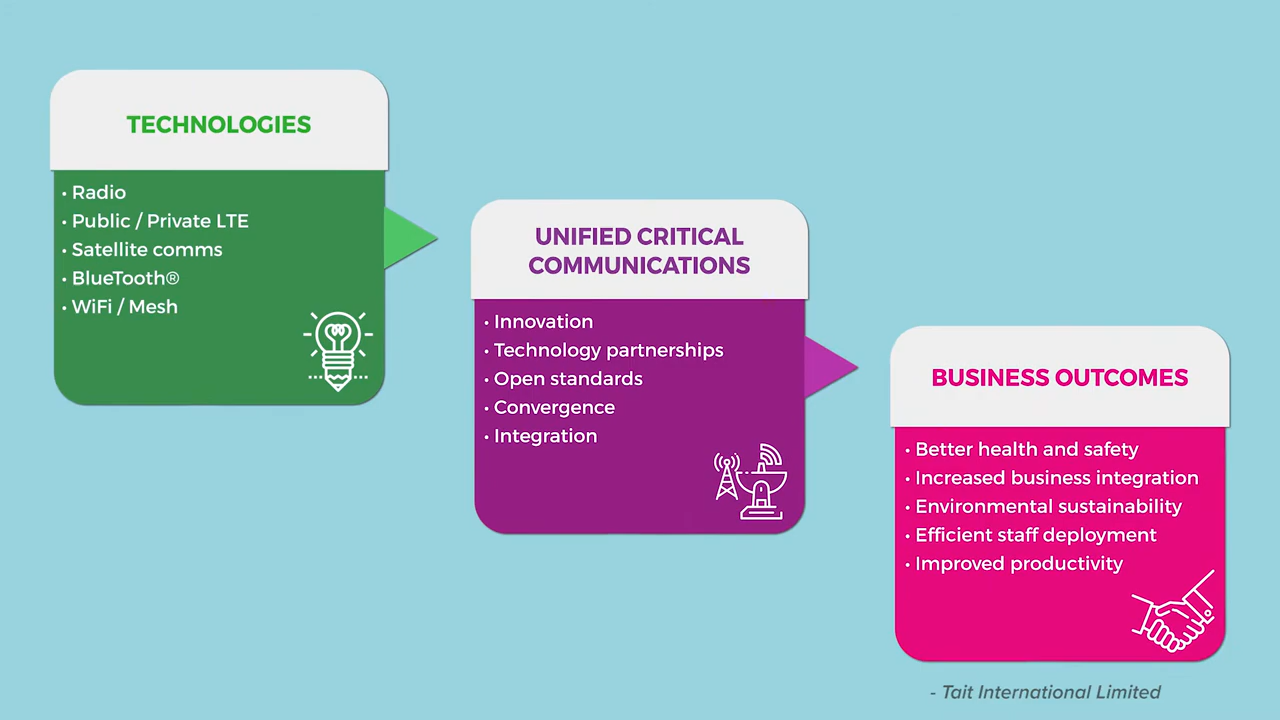 TECHNOLOGIES
• Radio
• Public / Private LTE
• Satellite comms
• BlueTooth®
• WiFi / Mesh
UNIFIED CRITICAL
COMMUNICATIONS
• Innovation
• Technology partnerships
• Open standards
• Convergence
• Integration
BUSINESS OUTCOMES
• Better health and safety
• Increased business integration
• Environmental sustainability
• Efficient staff deployment
• Improved productivity
- Tait International Limited